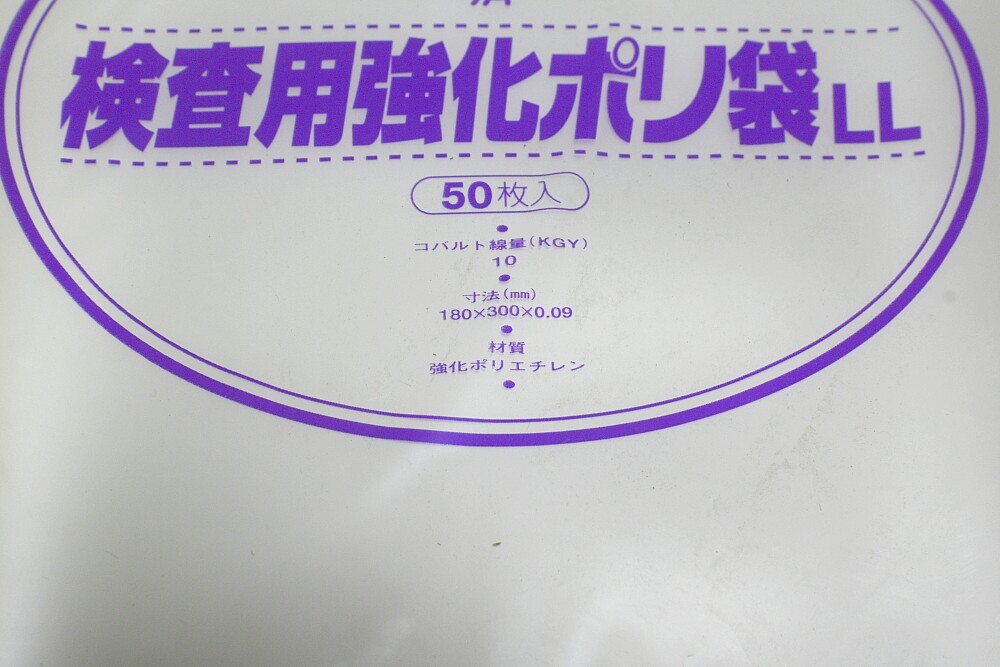 検査用強化ポリ袋LL
50枚入
コバルト線量(KGY)
10
寸法(mm)
180×300×0.09
材質
強化ポリエチレン